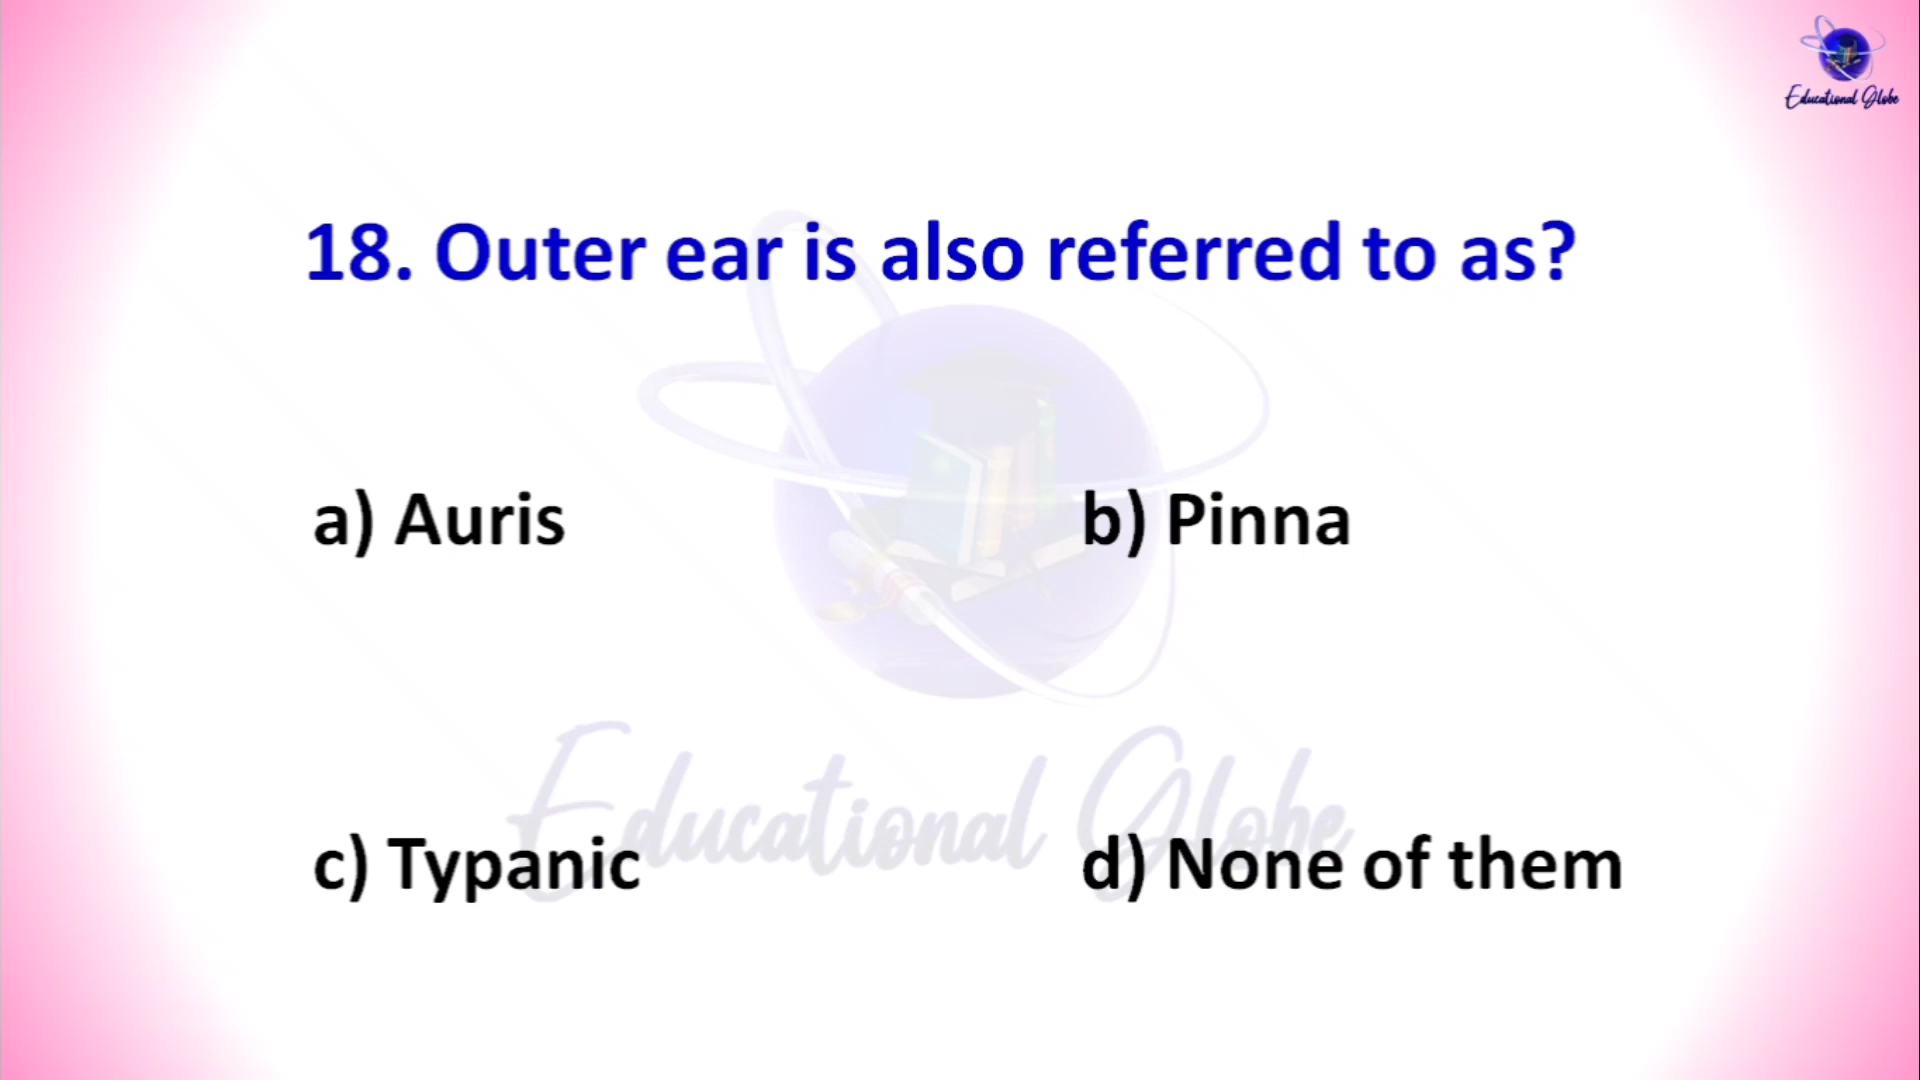 Educational Globe
18. Outer ear is also referred to as?
a) Auris
b) Pinna
c) Typanic
d) None of them
Educational Globe